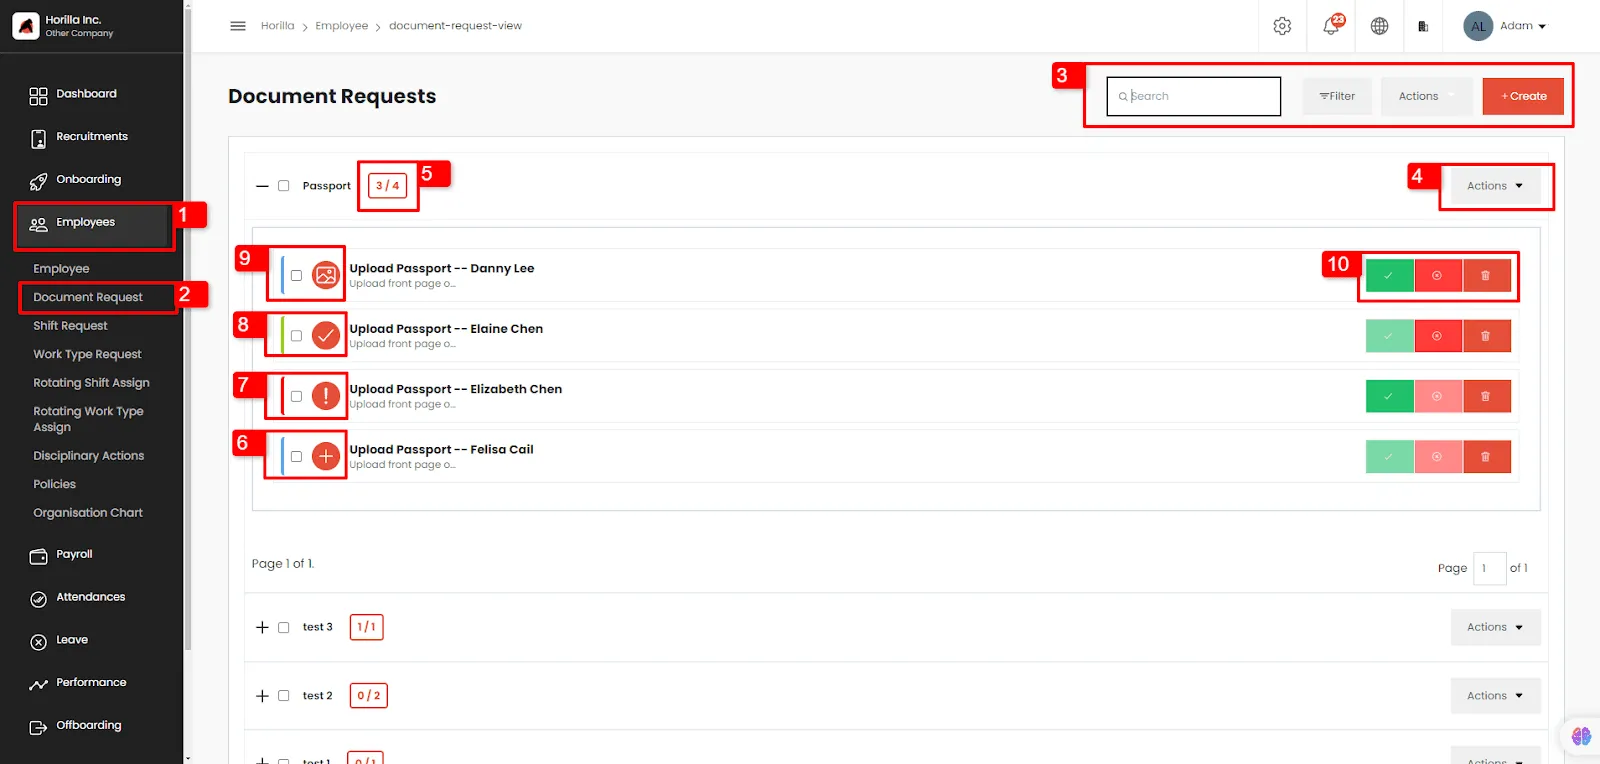 Horilla Inc.
Other Company
Horilla > Employee > document-request-view
23
AL
Adam
Dashboard
Recruitments
Onboarding
Employees
1
Employee
Document Request
2
Shift Request
Work Type Request
Rotating Shift Assign
Rotating Work Type
Assign
Disciplinary Actions
Policies
Organisation Chart
Payroll
Attendances
Leave
Performance
Offboarding
Document Requests
3
Search
Filter
Actions
+Create
Passport
3 / 4
5
4
Actions
9
Upload Passport -- Danny Lee
Upload front page o...
10
8
Upload Passport -- Elaine Chen
Upload front page o...
7
Upload Passport -- Elizabeth Chen
Upload front page o...
6
Upload Passport -- Felisa Cail
Upload front page o...
Page 1 of 1.
Page 1 of 1
test 3
1 / 1
Actions
test 2
0 / 2
Actions
test1
0/1
Actions